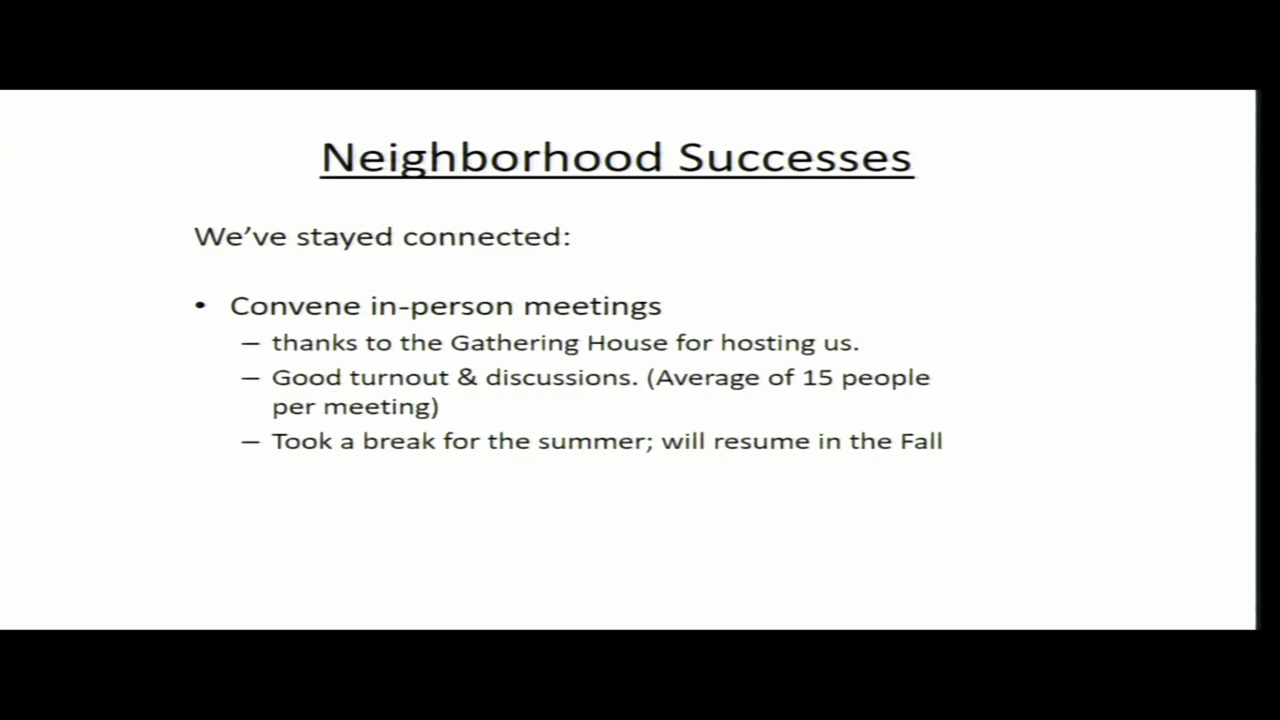 Neighborhood Successes
We’ve stayed connected:
• Convene in-person meetings
– thanks to the Gathering House for hosting us.
– Good turnout & discussions. (Average of 15 people
per meeting)
– Took a break for the summer; will resume in the Fall